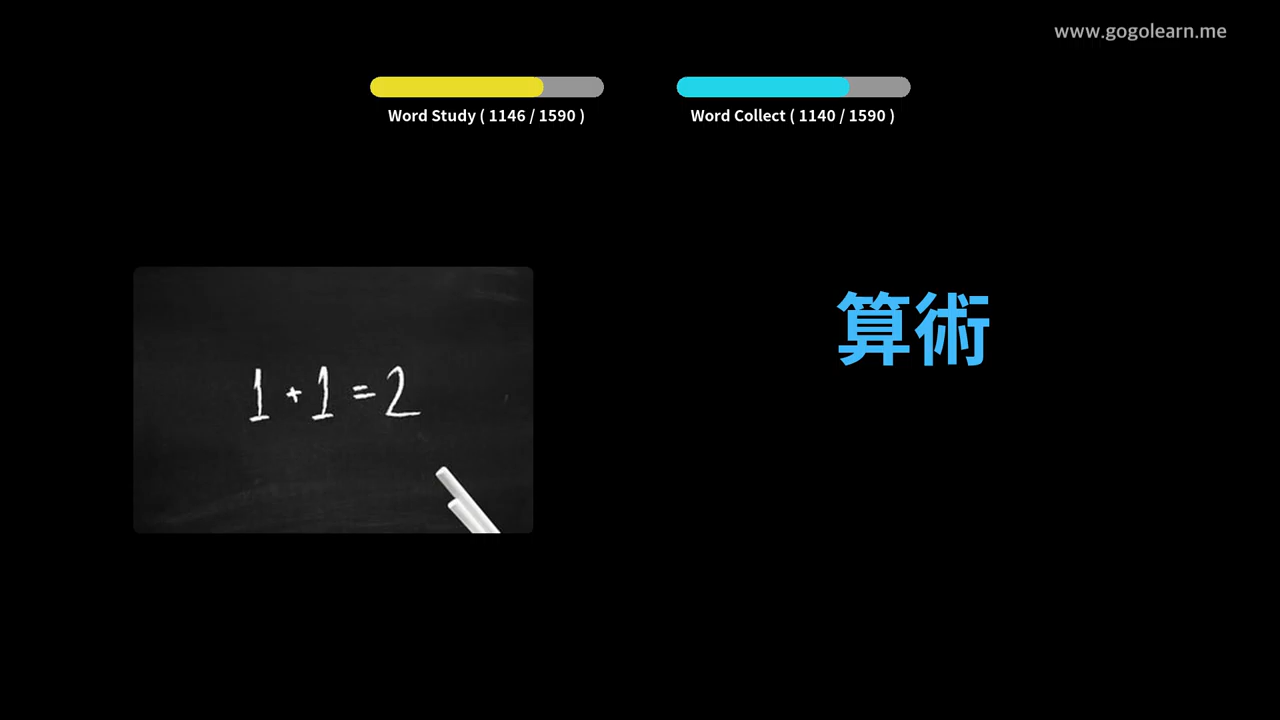 www.gogolearn.me
Word Study ( 1146 / 1590 )
Word Collect ( 1140 / 1590 )
算術
1 + 1 = 2